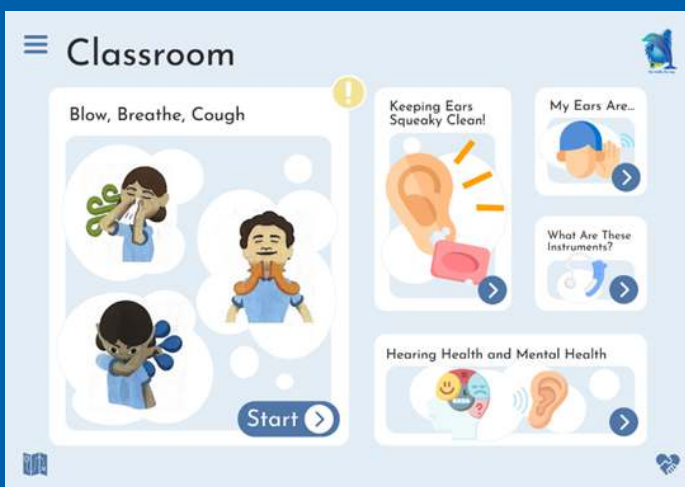 Classroom
Blow, Breathe, Cough
!
Start
Keeping Ears
Squeaky Clean!
My Ears Are...
What Are These
Instruments?
Hearing Health and Mental Health
?